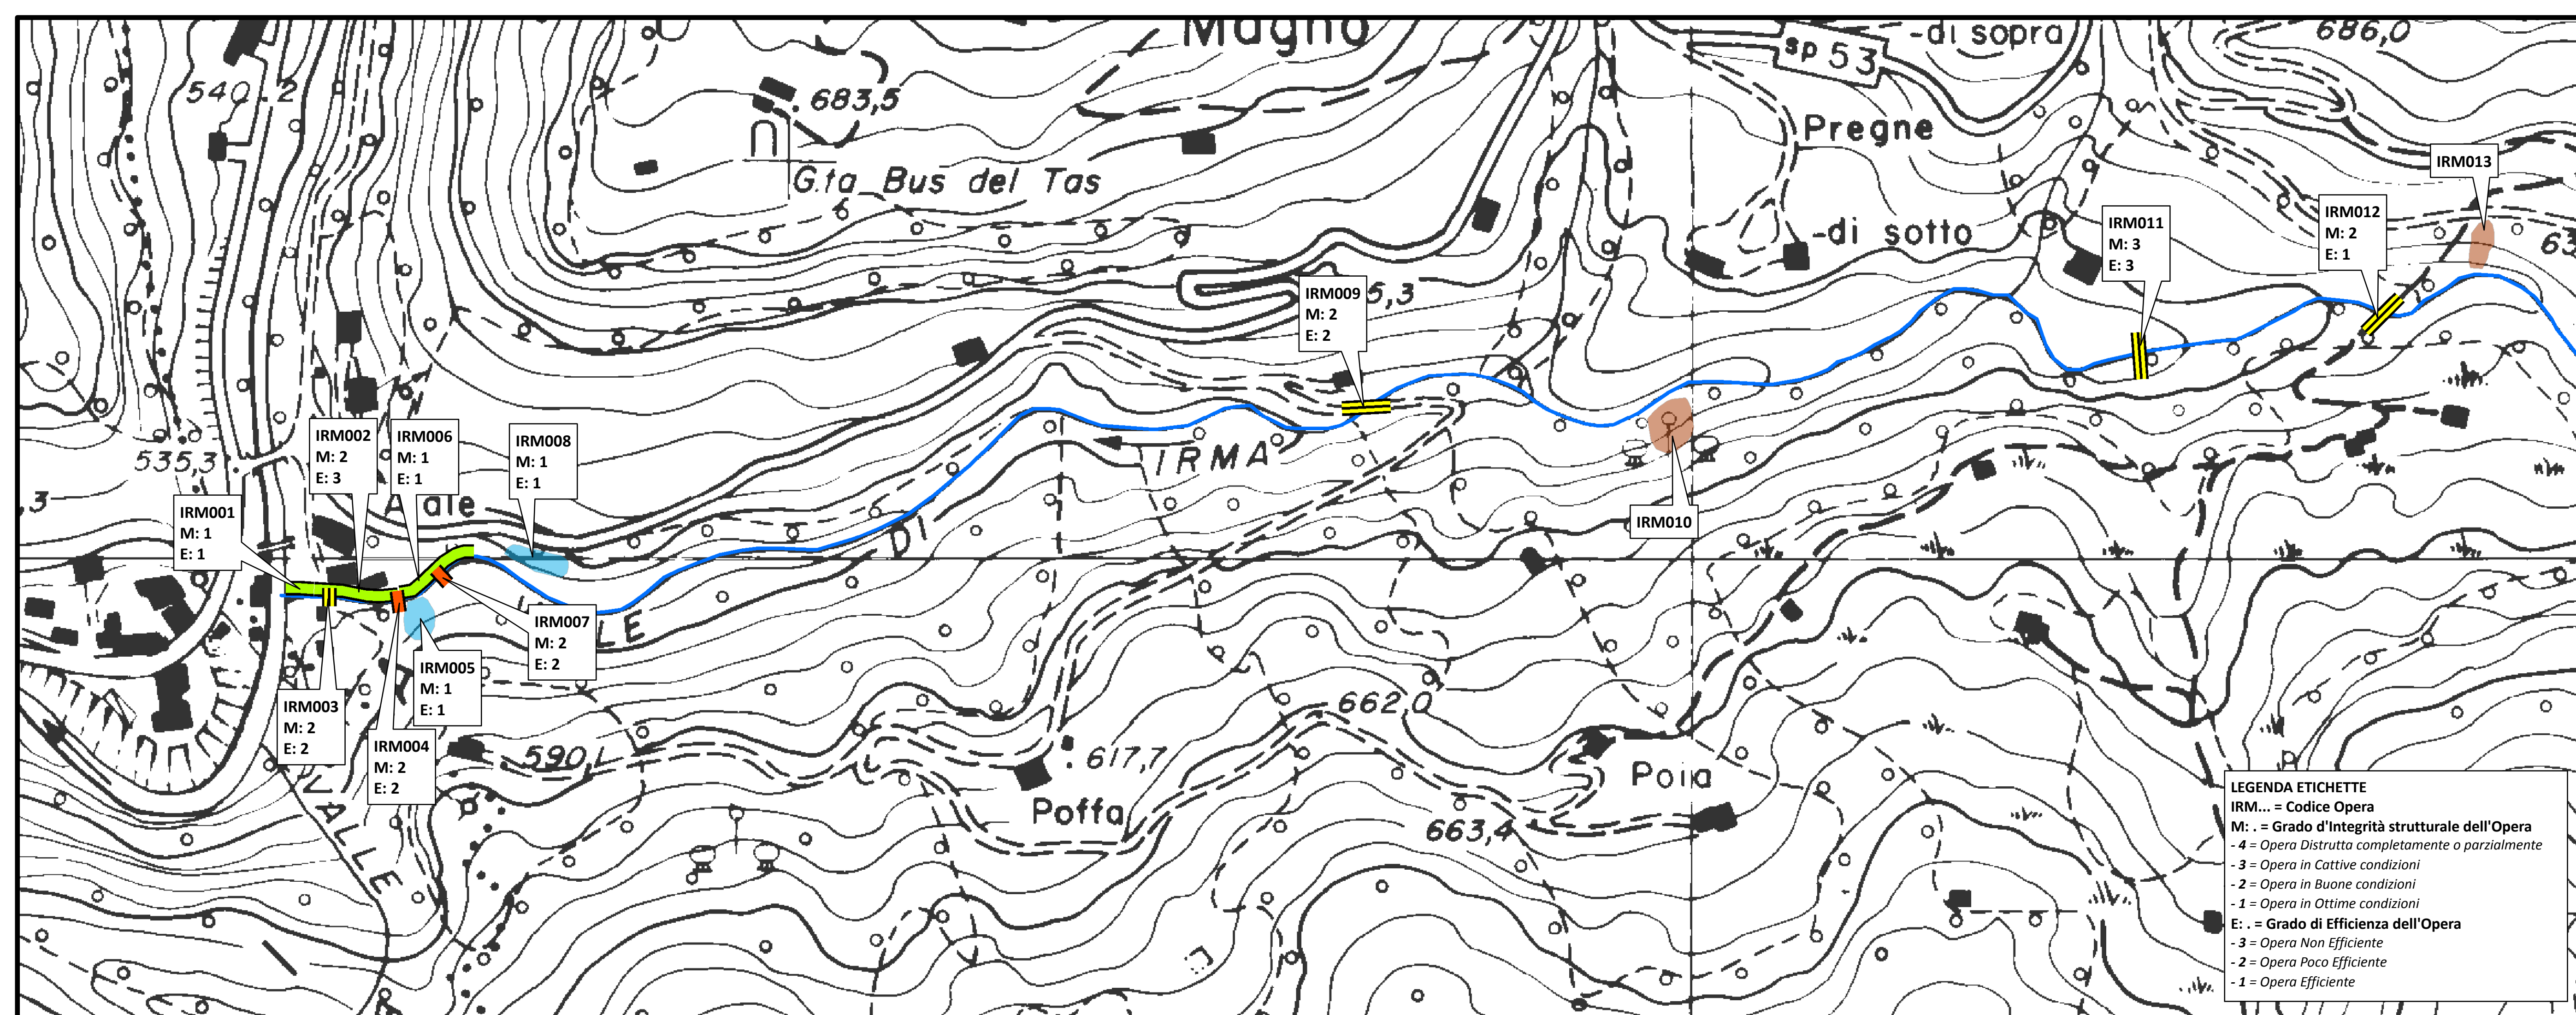 Magno
-di sopra
686,0
sp 53
540.2
683,5
Pregne
IRM013
G.ta Bus del Tas
-di sotto
IRM011
M: 3
E: 3
IRM012
M: 2
E: 1
63
IRM009
M: 2
E: 2
5,3
535,3
IRM002
M: 2
E: 3
IRM006
M: 1
E: 1
IRM008
M: 1
E: 1
IRMA
,3
ale
IRM001
M: 1
E: 1
IRM010
DI
LE
IRM007
M: 2
E: 2
IRM005
M: 1
E: 1
IRM003
M: 2
E: 2
IRM004
M: 2
E: 2
590,1
662,0
617,7
Poffa
663,4
VALLE
LEGENDA ETICHETTE
IRM... = Codice Opera
M: . = Grado d'Integrità strutturale dell'Opera
- 4 = Opera Distrutta completamente o parzialmente
- 3 = Opera in Cattive condizioni
- 2 = Opera in Buone condizioni
- 1 = Opera in Ottime condizioni
E: . = Grado di Efficienza dell'Opera
- 3 = Opera Non Efficiente
- 2 = Opera Poco Efficiente
- 1 = Opera Efficiente